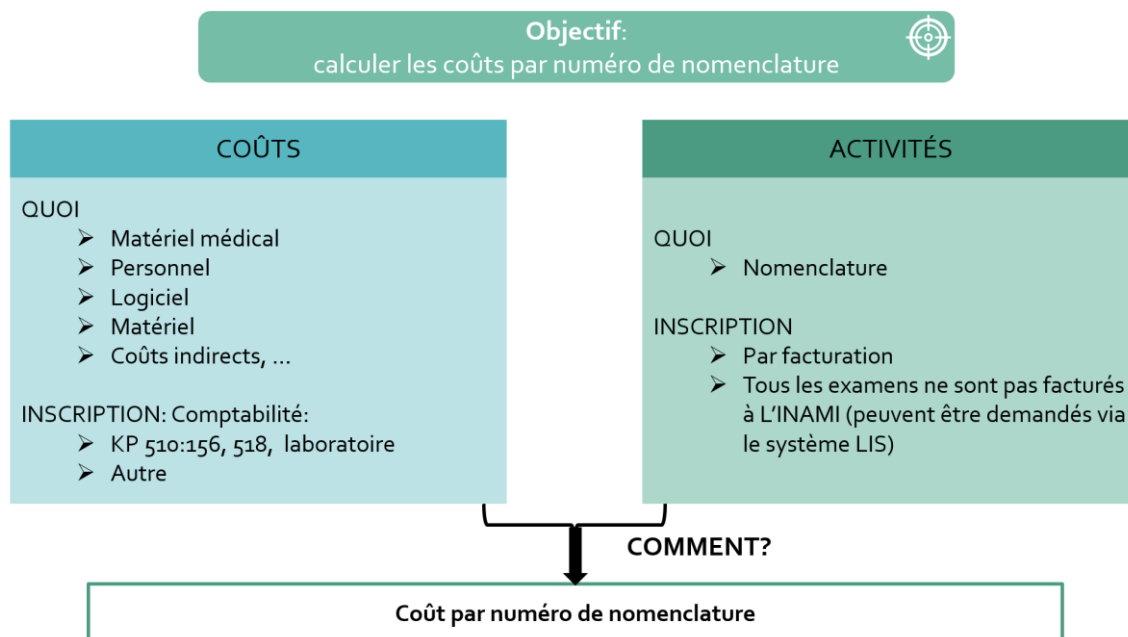 Objectif:
calculer les coûts par numéro de nomenclature
COÛTS
QUOI
➤ Matériel médical
➤ Personnel
➤ Logiciel
➤ Matériel
➤ Coûts indirects, ...
INSCRIPTION: Comptabilité:
➤ KP 510:156, 518, laboratoire
➤ Autre
ACTIVITÉS
QUOI
➤ Nomenclature
INSCRIPTION
➤ Par facturation
➤ Tous les examens ne sont pas facturés
à L'INAMI (peuvent être demandés via
le système LIS)
COMMENT?
Coût par numéro de nomenclature